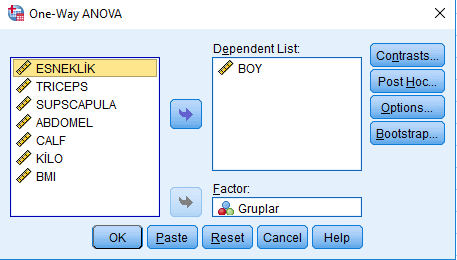 One-Way ANOVA
ESNEKLİK
TRICEPS
SUPSCAPULA
ABDOMEL
CALF
KİLO
BMI
Dependent List:
BOY
Factor:
Gruplar
Contrasts...
Post Hoc...
Options...
Bootstrap...
OK
Paste
Reset
Cancel
Help